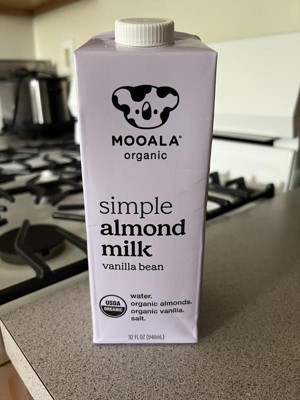 MOOALA®
organic
simple
almond
milk
vanilla bean
USDA
ORGANIC
water.
organic almonds.
organic vanilla.
salt.
32 FL OZ (946mL)